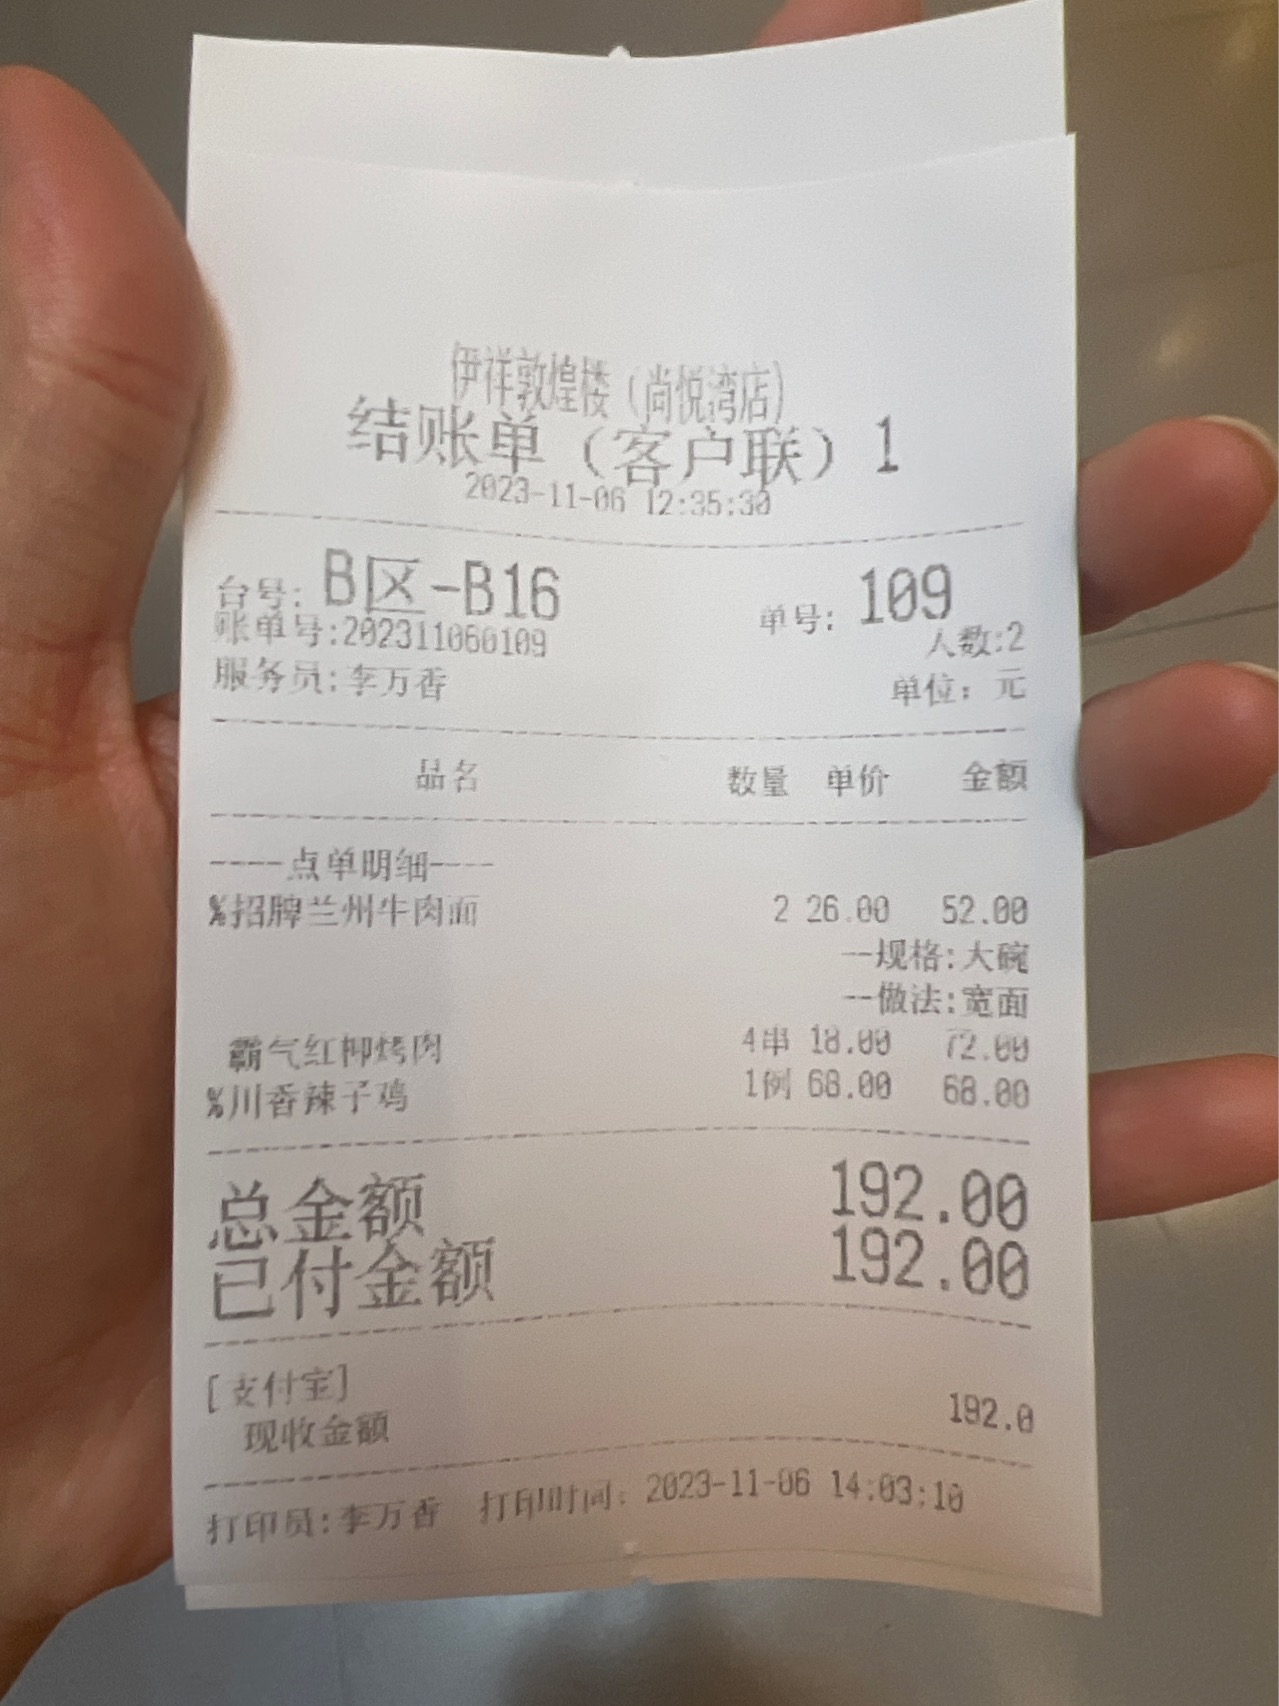 伊祥敦煌楼(尚悦湾店)
结账单(客户联)1
2023-11-06 12:35:30
台号: B区-B16 单号: 109
账单号:202311060109 人数:2
服务员:李万香 单位: 元
品名 数量 单价 金额
----点单明细----
%招牌兰州牛肉面 2 26.00 52.00
--规格:大碗
--做法:宽面
霸气红柳烤肉 4串 18.00 72.00
%川香辣子鸡 1例 68.00 68.00
总金额 192.00
已付金额 192.00
[支付宝]
现收金额 192.0
打印员:李万香 打印时间: 2023-11-06 14:03:10